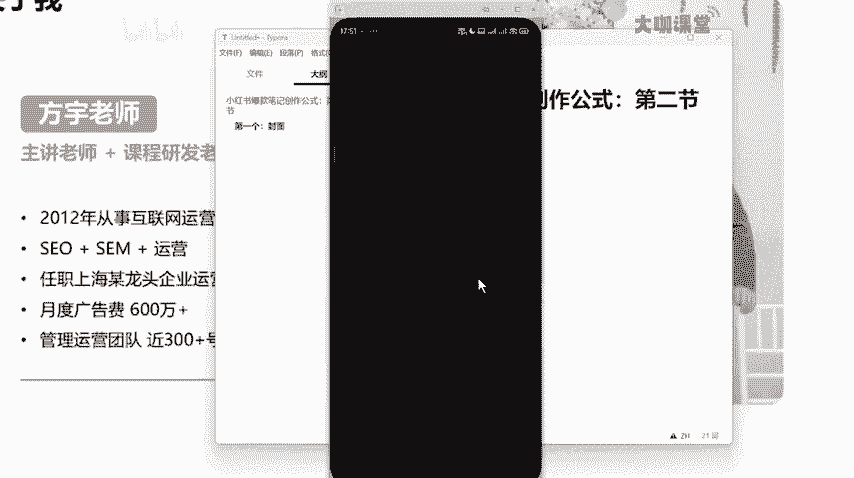 大咖课堂
Untitled - Typora
文件(F) 编辑(E) 段落(P) 格式
文件 大纲
小红书爆款笔记创作公式：
节
第一个：封面
17:51
创作公式：第二节
方宇老师
主讲老师 + 课程研发老
2012年从事互联网运营
SEO + SEM + 运营
任职上海某龙头企业运营
月度广告费 600万+
管理运营团队 近300+号
ZH 21 词